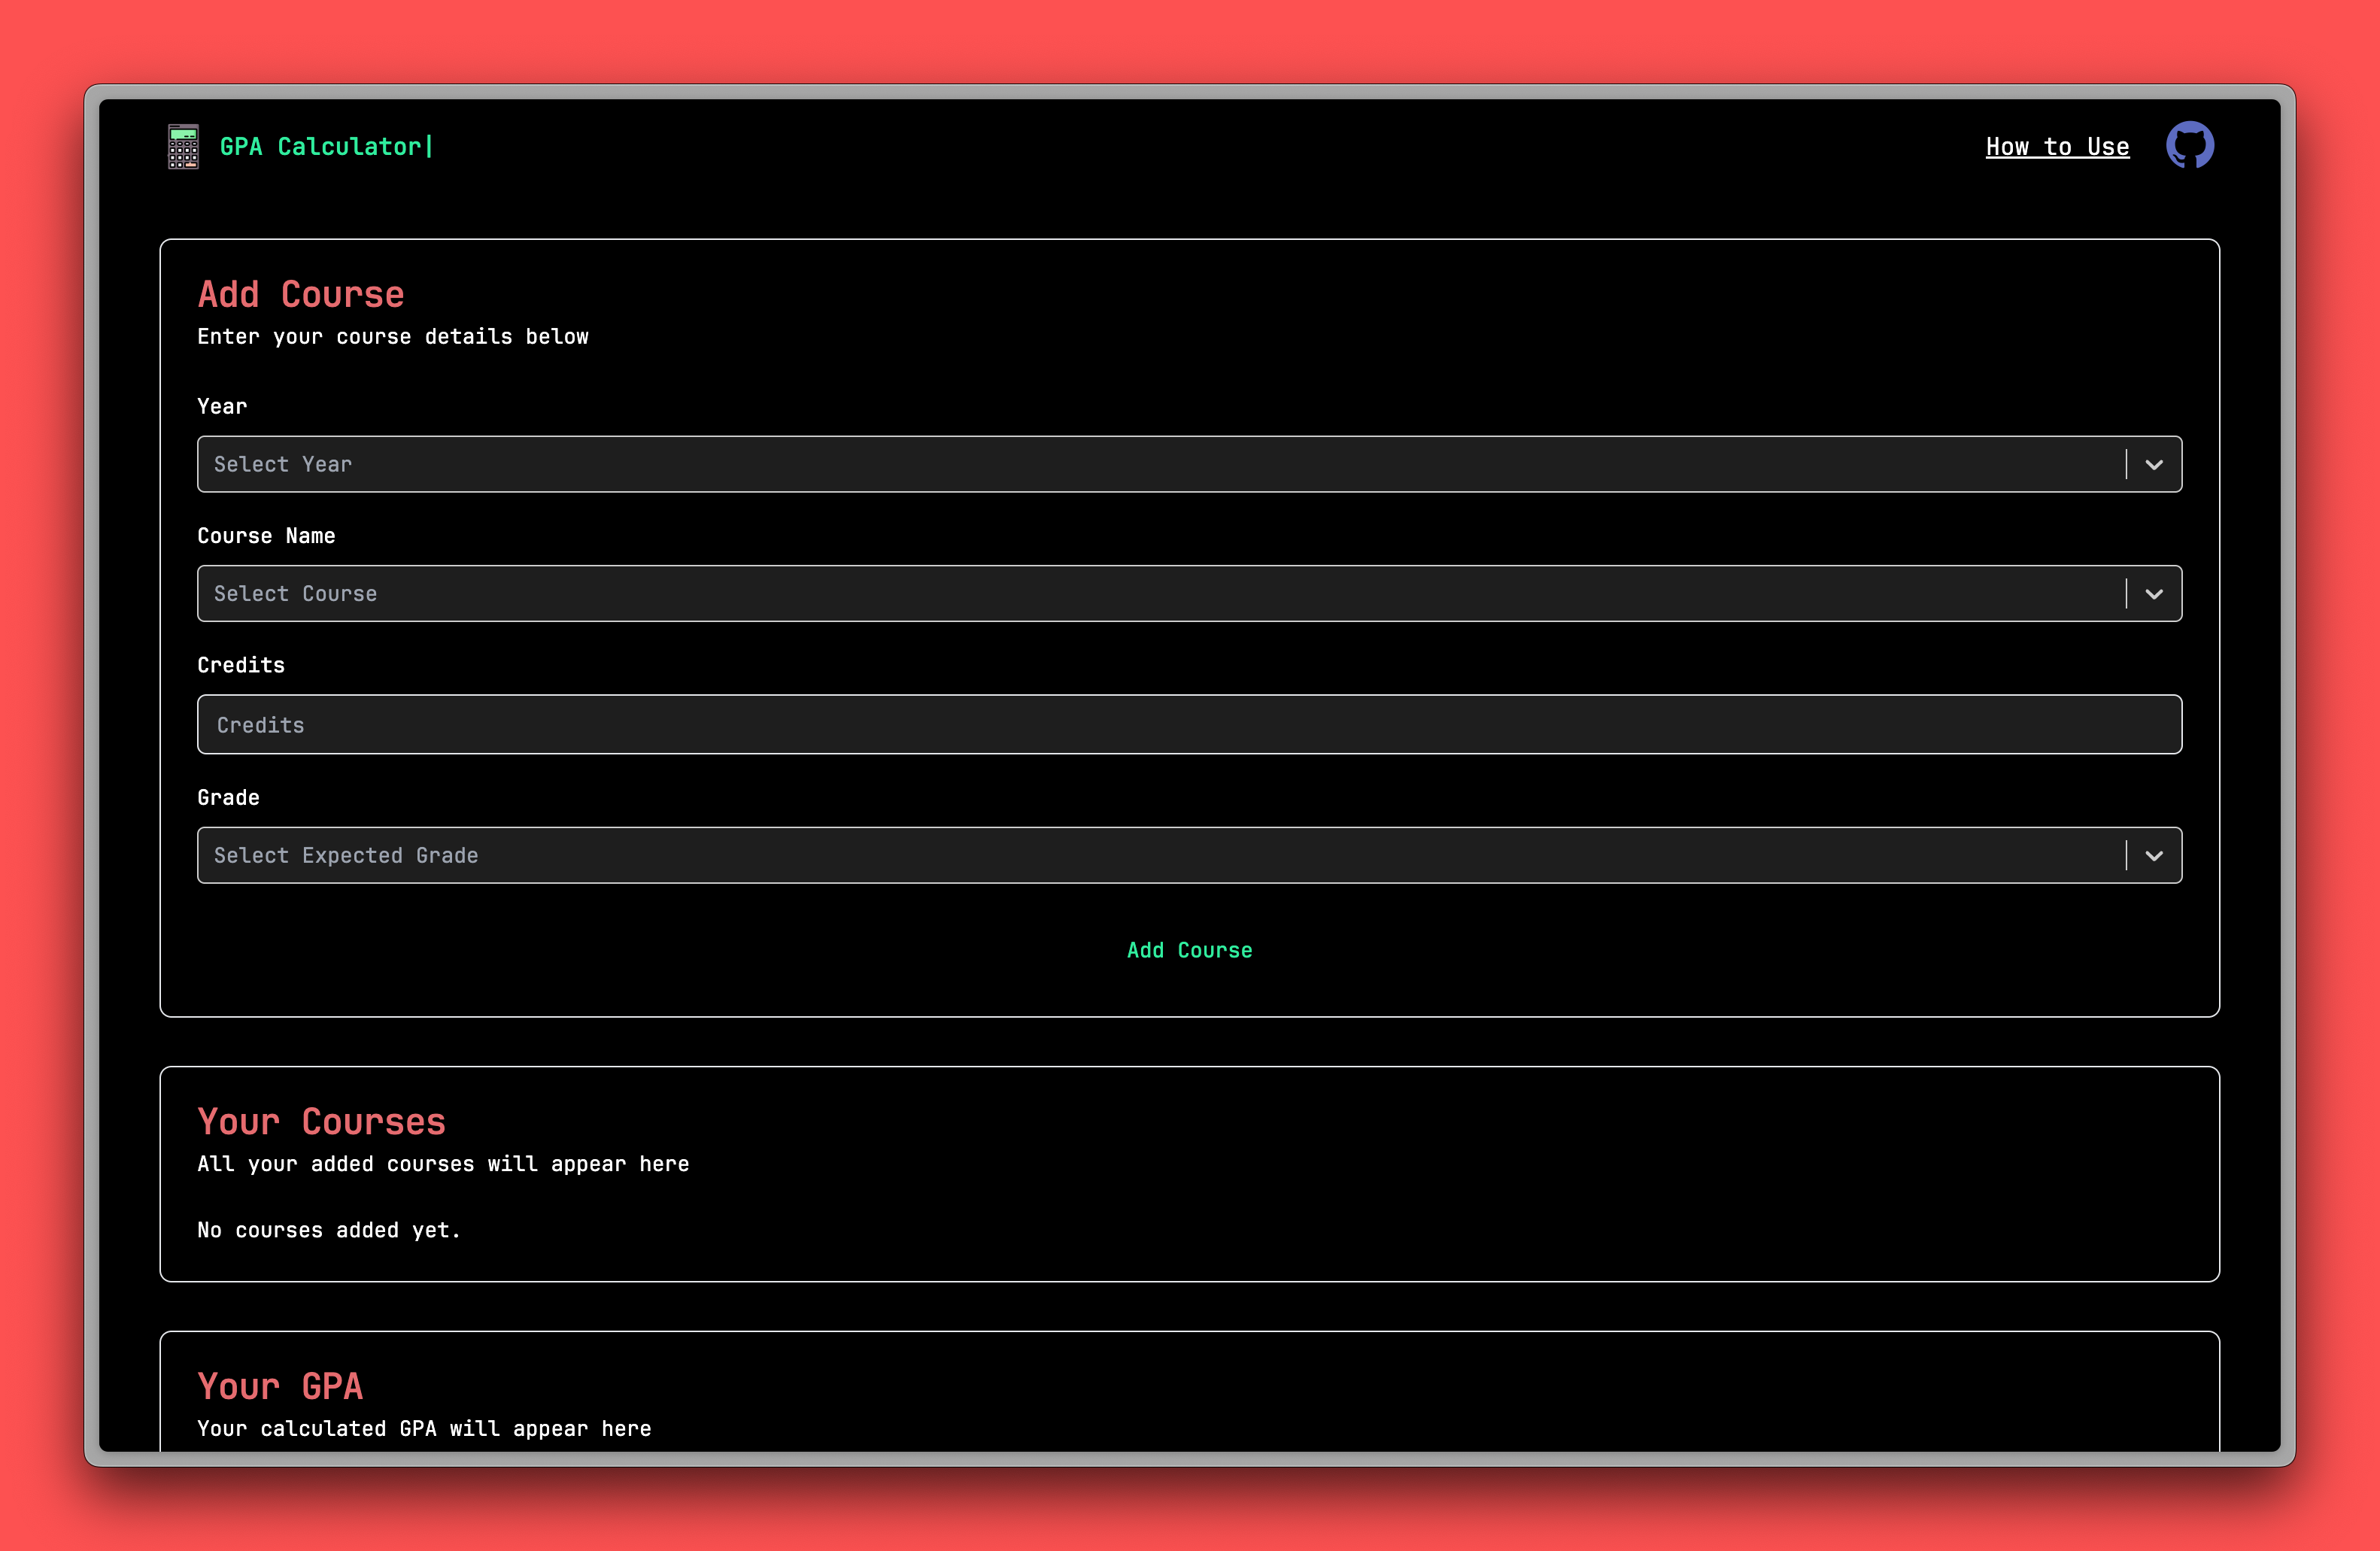 GPA Calculator|
How to Use
Add Course
Enter your course details below
Year
Select Year
Course Name
Select Course
Credits
Credits
Grade
Select Expected Grade
Add Course
Your Courses
All your added courses will appear here
No courses added yet.
Your GPA
Your calculated GPA will appear here